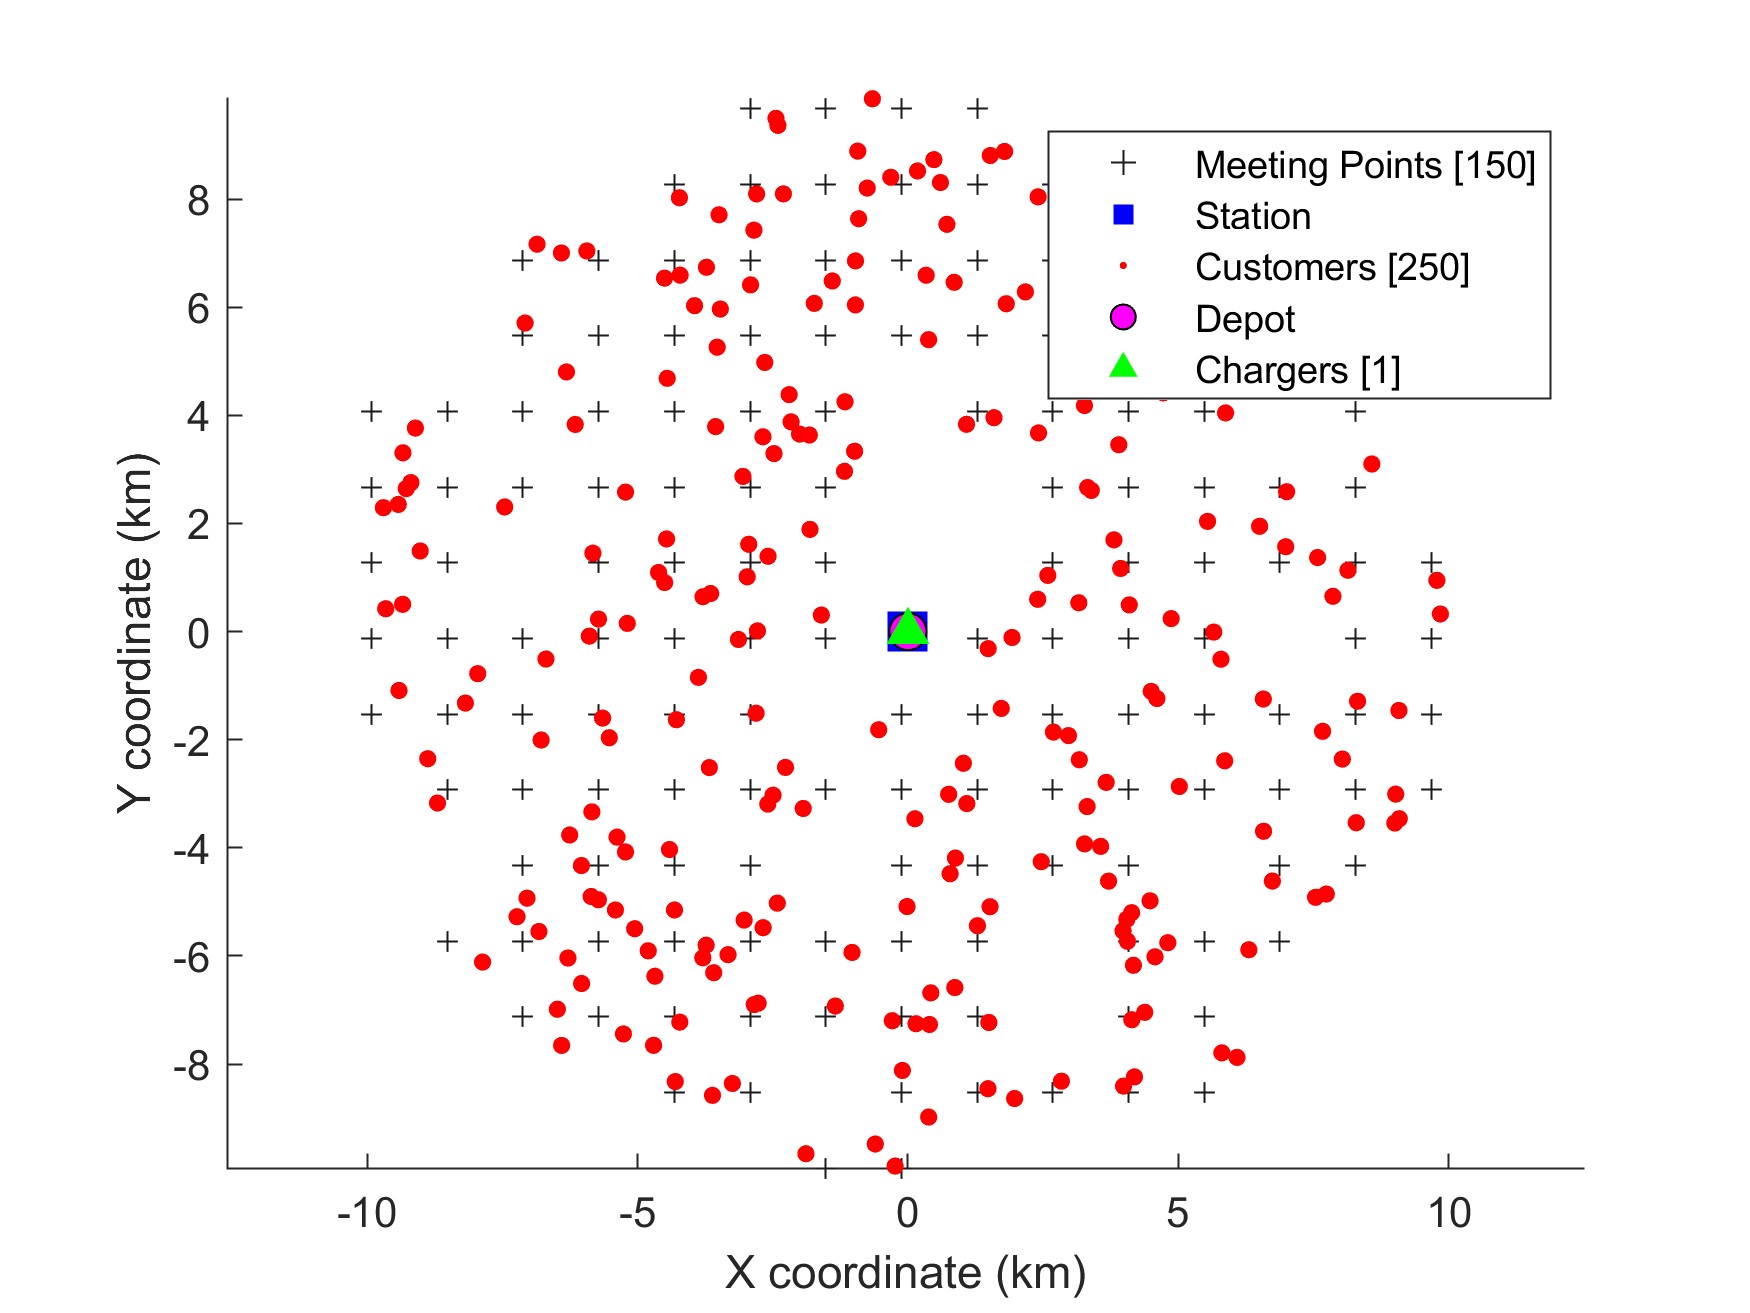 Meeting Points [150]
Station
Customers [250]
Depot
Chargers [1]
8
6
4
2
0
-2
-4
-6
-8
Y coordinate (km)
-10
-5
0
5
10
X coordinate (km)